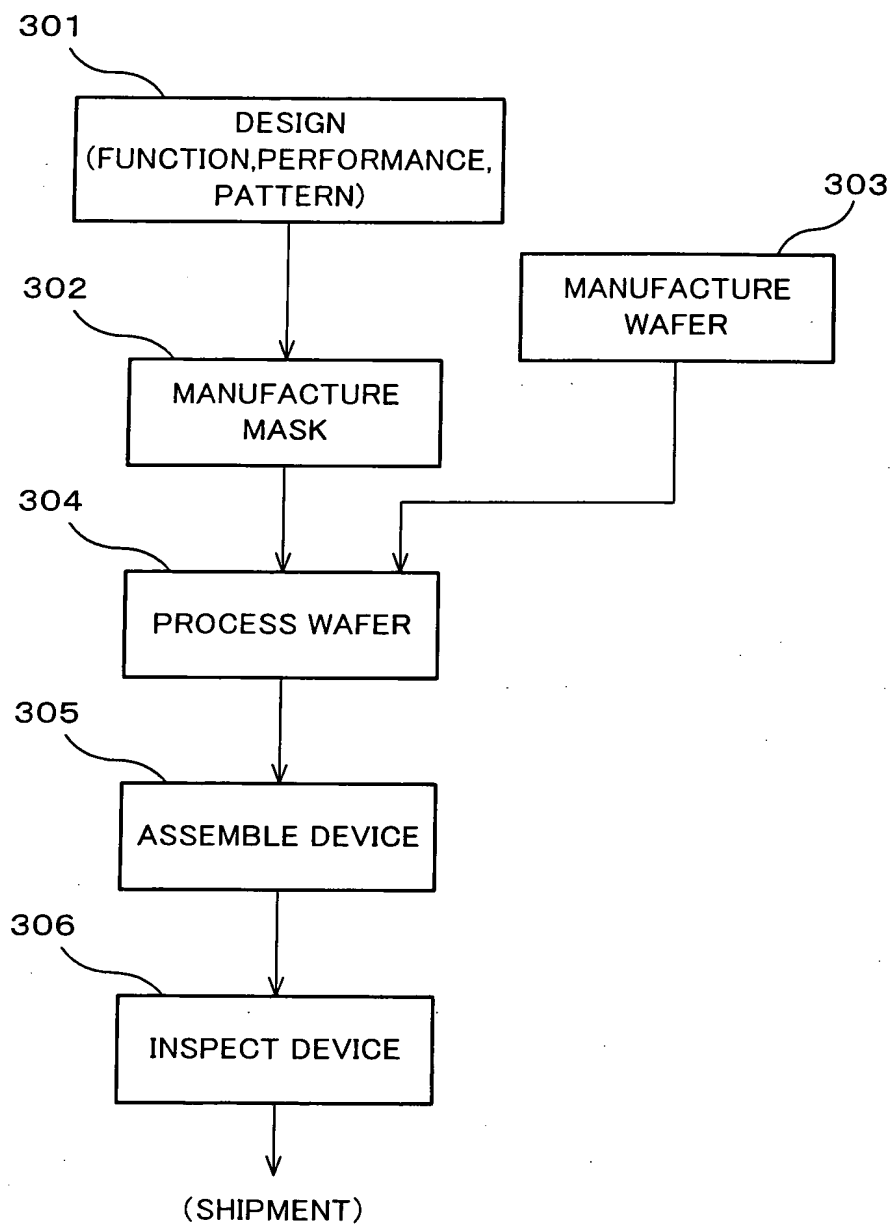 301
DESIGN
(FUNCTION,PERFORMANCE,
PATTERN)
303
MANUFACTURE
WAFER
302
MANUFACTURE
MASK
304
PROCESS WAFER
305
ASSEMBLE DEVICE
306
INSPECT DEVICE
(SHIPMENT)